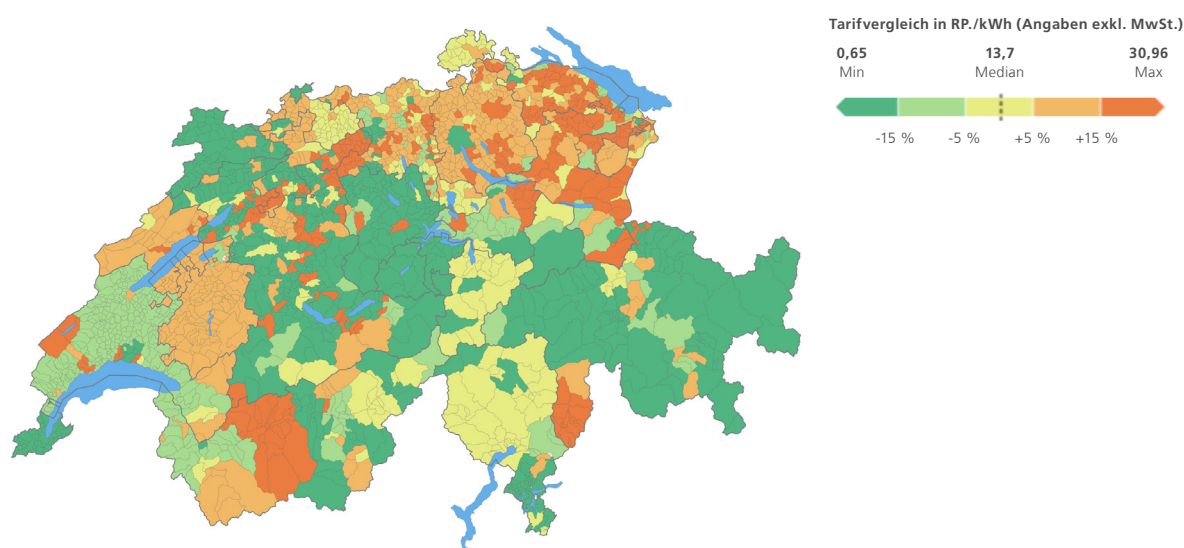 Tarifvergleich in RP./kWh (Angaben exkl. MwSt.)
0,65 13,7 30,96
Min Median Max
-15 % -5 % +5 % +15 %